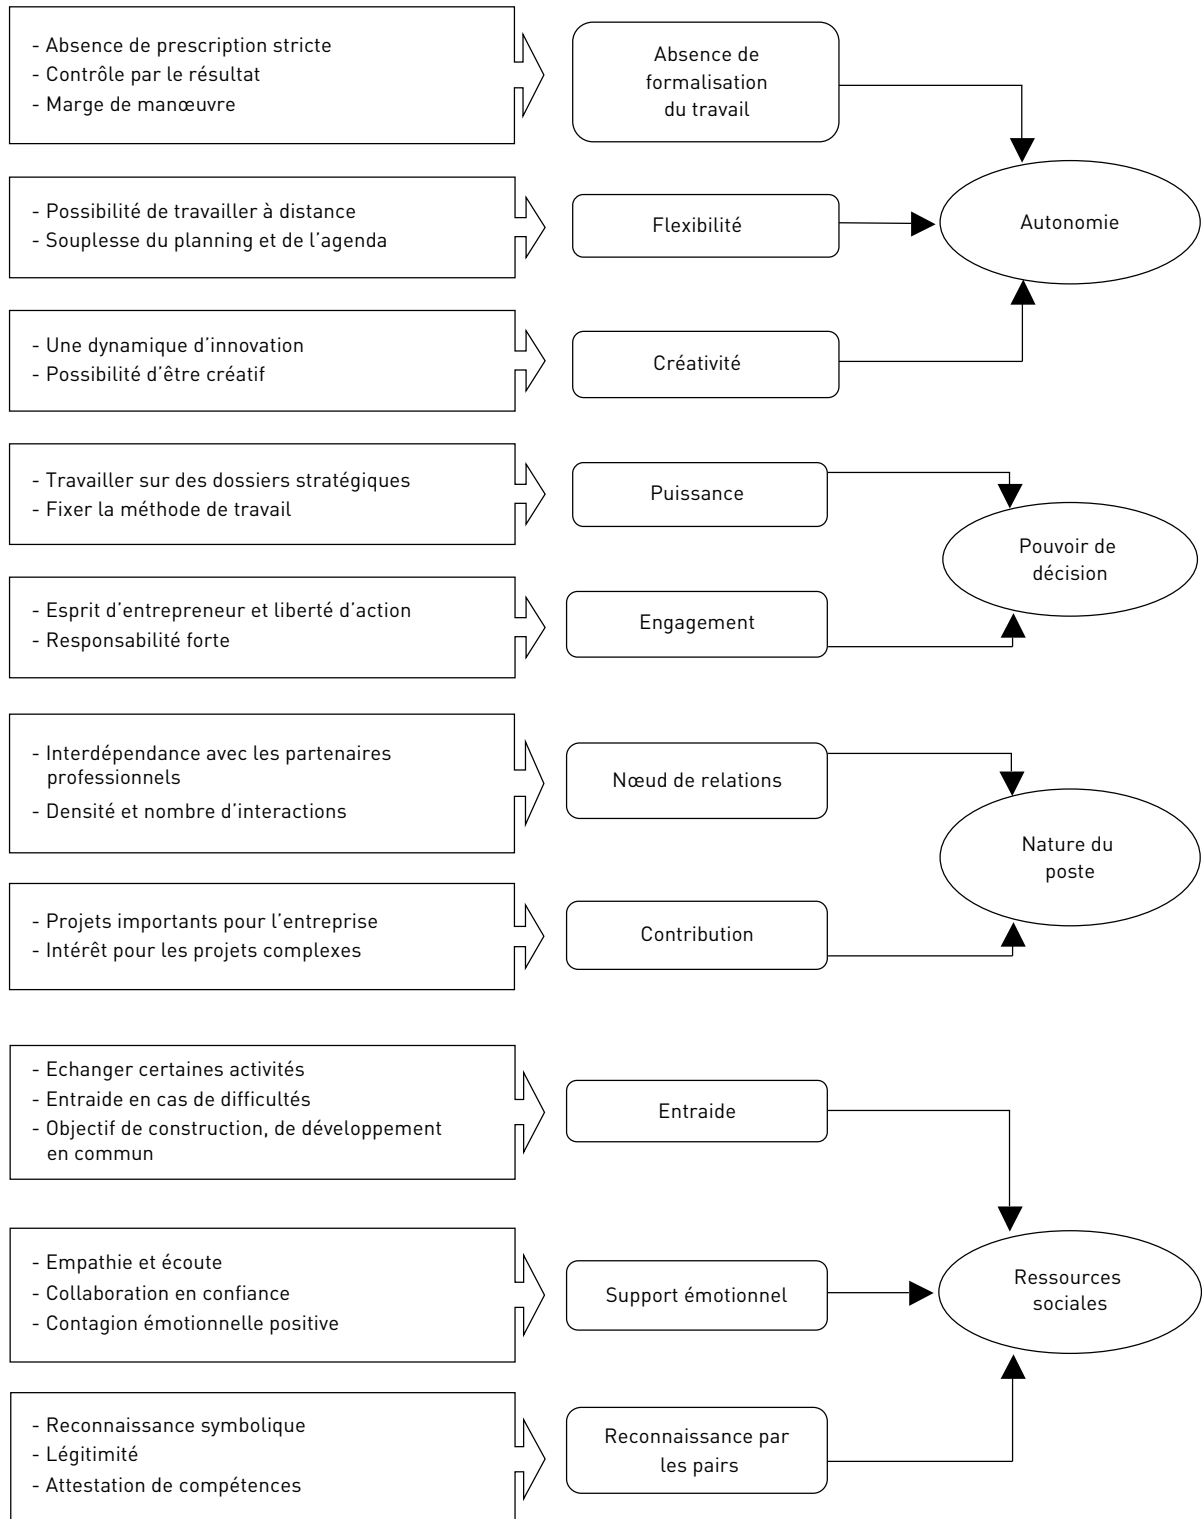 - Absence de prescription stricte
- Contrôle par le résultat
- Marge de manœuvre
Absence de
formalisation
du travail
- Possibilité de travailler à distance
- Souplesse du planning et de l'agenda
Flexibilité
Autonomie
- Une dynamique d'innovation
- Possibilité d'être créatif
Créativité
- Travailler sur des dossiers stratégiques
- Fixer la méthode de travail
Puissance
Pouvoir de
décision
- Esprit d'entrepreneur et liberté d'action
- Responsabilité forte
Engagement
- Interdépendance avec les partenaires
professionnels
- Densité et nombre d'interactions
Nœud de relations
Nature du
poste
- Projets importants pour l'entreprise
- Intérêt pour les projets complexes
Contribution
- Echanger certaines activités
- Entraide en cas de difficultés
- Objectif de construction, de développement
en commun
Entraide
- Empathie et écoute
- Collaboration en confiance
- Contagion émotionnelle positive
Support émotionnel
Ressources
sociales
- Reconnaissance symbolique
- Légitimité
- Attestation de compétences
Reconnaissance par
les pairs